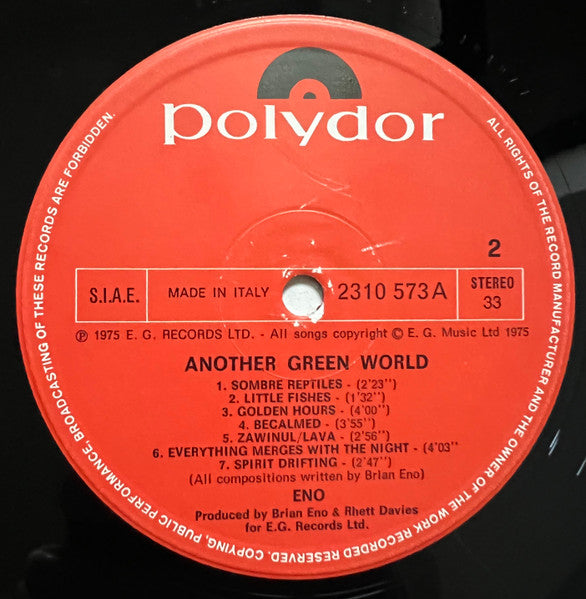 polydor
2
S.I.A.E.
MADE IN ITALY
2310 573 A
STEREO
33
℗ 1975 E. G. RECORDS LTD. - All songs copyright © E. G. Music Ltd 1975
ANOTHER GREEN WORLD
1. SOMBRE REPTILES - (2'23'')
2. LITTLE FISHES - (1'32'')
3. GOLDEN HOURS - (4'00'')
4. BECALMED - (3'55'')
5. ZAWINUL/LAVA - (2'56'')
6. EVERYTHING MERGES WITH THE NIGHT - (4'03''
7. SPIRIT DRIFTING - (2'47'')
(All compositions written by Brian Eno)
ENO
Produced by Brian Eno & Rhett Davies
for E.G. Records Ltd.
ALL RIGHTS OF THE RECORD MANUFACTURER AND THE OWNER OF THE WORK RECORDED RESERVED. COPYING, PUBLIC PERFORMANCE, BROADCASTING OF THESE RECORDS ARE FORBIDDEN.